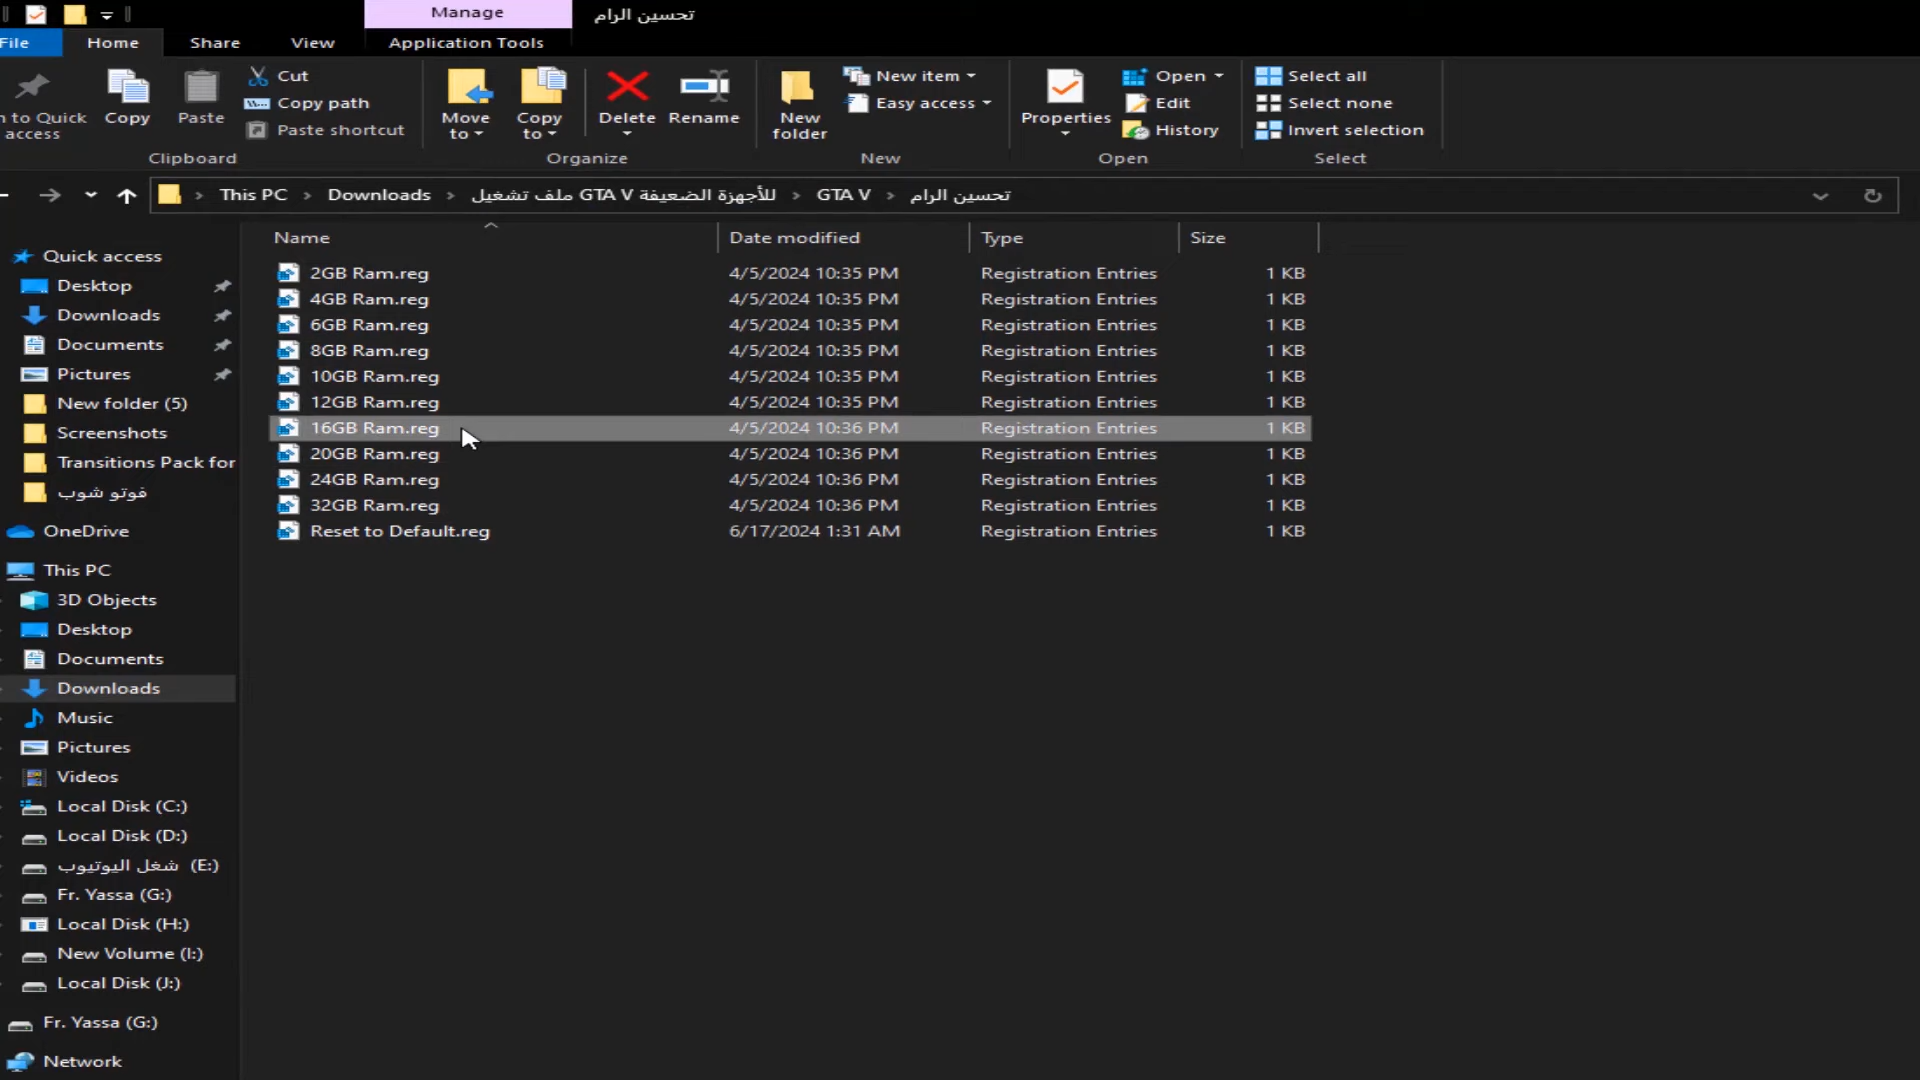 Manage
تحسين الرام
File
Home
Share
View
Application Tools
to Quick
access
Copy
Paste
Cut
Copy path
Paste shortcut
Clipboard
Move
to
Copy
to
Delete
Rename
Organize
New
folder
New item
Easy access
New
Properties
Open
Edit
History
Open
Select all
Select none
Invert selection
Select
This PC > Downloads > ملف تشغيل GTA V للأجهزة الضعيفة > GTA V > تحسين الرام
Name Date modified Type Size
2GB Ram.reg 4/5/2024 10:35 PM Registration Entries 1 KB
4GB Ram.reg 4/5/2024 10:35 PM Registration Entries 1 KB
6GB Ram.reg 4/5/2024 10:35 PM Registration Entries 1 KB
8GB Ram.reg 4/5/2024 10:35 PM Registration Entries 1 KB
10GB Ram.reg 4/5/2024 10:35 PM Registration Entries 1 KB
12GB Ram.reg 4/5/2024 10:35 PM Registration Entries 1 KB
16GB Ram.reg 4/5/2024 10:36 PM Registration Entries 1 KB
20GB Ram.reg 4/5/2024 10:36 PM Registration Entries 1 KB
24GB Ram.reg 4/5/2024 10:36 PM Registration Entries 1 KB
32GB Ram.reg 4/5/2024 10:36 PM Registration Entries 1 KB
Reset to Default.reg 6/17/2024 1:31 AM Registration Entries 1 KB
Quick access
Desktop
Downloads
Documents
Pictures
New folder (5)
Screenshots
Transitions Pack for
فوتو شوب
OneDrive
This PC
3D Objects
Desktop
Documents
Downloads
Music
Pictures
Videos
Local Disk (C:)
Local Disk (D:)
شغل اليوتيوب (E:)
Fr. Yassa (G:)
Local Disk (H:)
New Volume (I:)
Local Disk (J:)
Fr. Yassa (G:)
Network